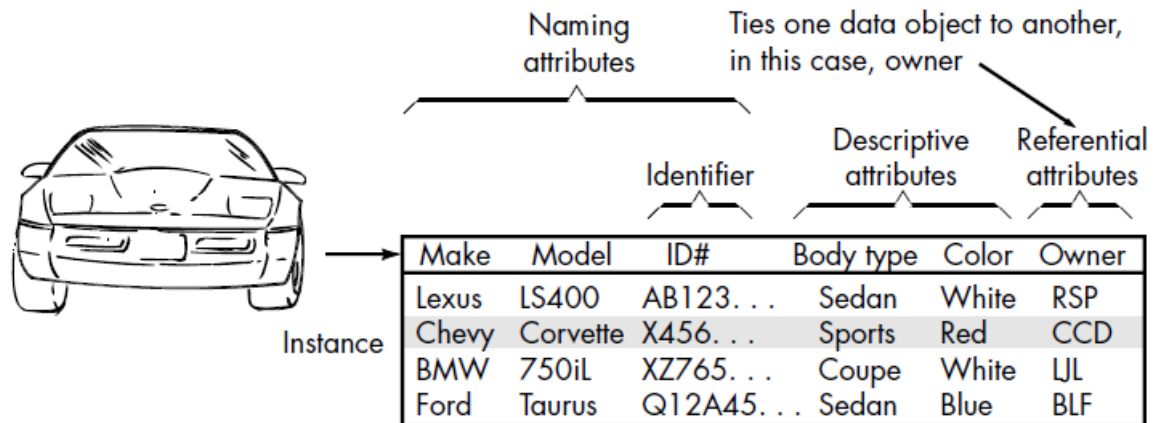 Naming
attributes
Ties one data object to another,
in this case, owner
Identifier
Descriptive
attributes
Referential
attributes
Make Model ID# Body type Color Owner
Lexus LS400 AB123. . . Sedan White RSP
Instance
Chevy Corvette X456. . . Sports Red CCD
BMW 750iL XZ765. . . Coupe White LJL
Ford Taurus Q12A45. . . Sedan Blue BLF